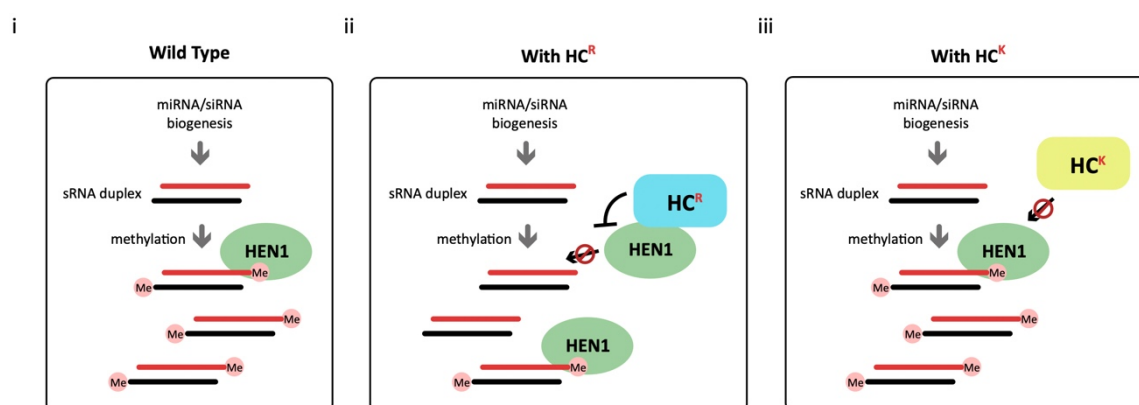 i
Wild Type
miRNA/siRNA
biogenesis
sRNA duplex
methylation
HEN1
Me
Me
Me
Me
Me
Me
ii
With HCᴿ
miRNA/siRNA
biogenesis
sRNA duplex
HCᴿ
methylation
HEN1
HEN1
Me
Me
iii
With HCᴷ
miRNA/siRNA
biogenesis
HCᴷ
sRNA duplex
methylation
HEN1
Me
Me
Me
Me
Me
Me